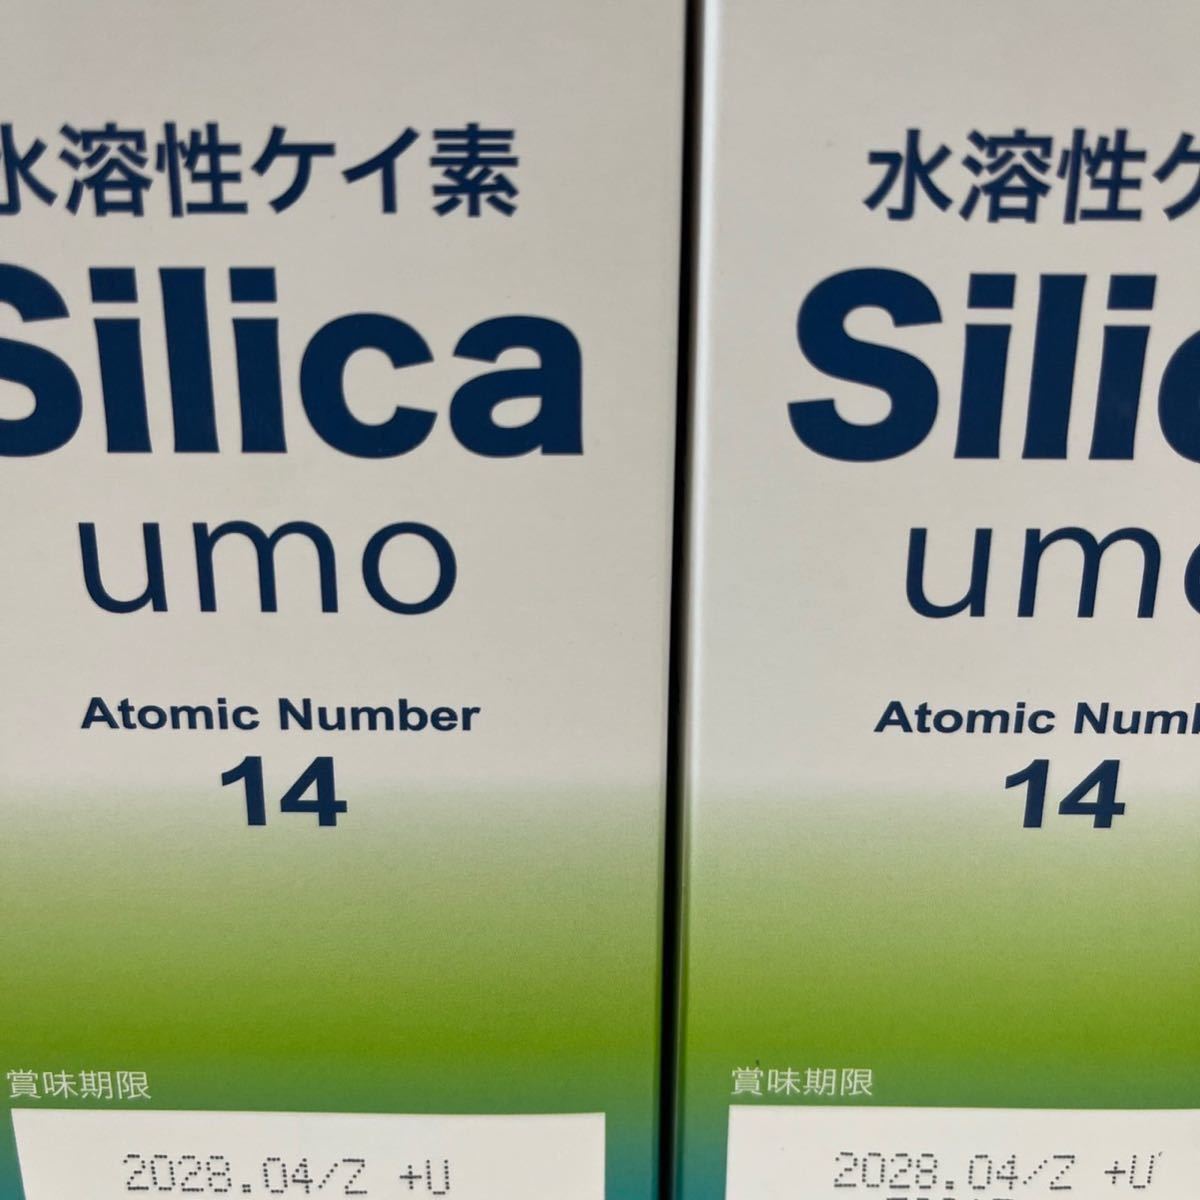 水溶性ケイ素
Silica
umo
Atomic Number
14
賞味期限
2028.04/Z +U
水溶性ケ
Silic
umo
Atomic Numb
14
賞味期限
2028.04/Z +U